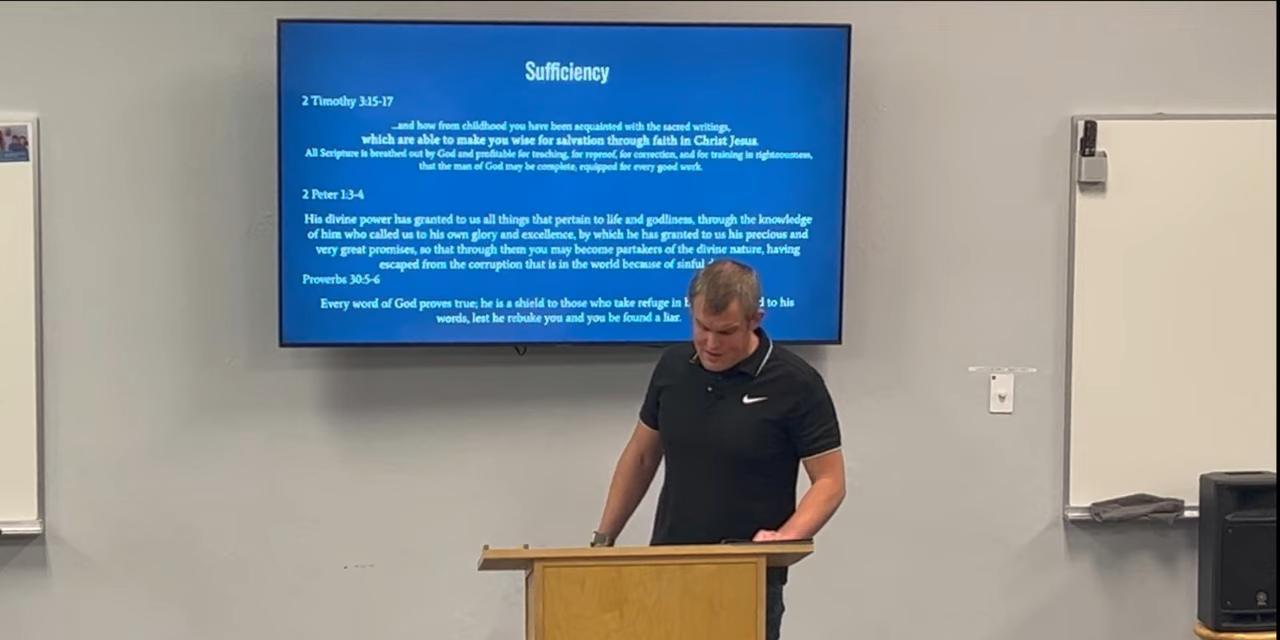 Sufficiency
2 Timothy 3:15-17
...and how from childhood you have been acquainted with the sacred writings,
which are able to make you wise for salvation through faith in Christ Jesus.
All Scripture is breathed out by God and profitable for teaching, for reproof, for correction, and for training in righteousness,
that the man of God may be complete, equipped for every good work.
2 Peter 1:3-4
His divine power has granted to us all things that pertain to life and godliness, through the knowledge
of him who called us to his own glory and excellence, by which he has granted to us his precious and
very great promises, so that through them you may become partakers of the divine nature, having
escaped from the corruption that is in the world because of sinful
Proverbs 30:5-6
Every word of God proves true; he is a shield to those who take refuge in to his
words, lest he rebuke you and you be found a liar.